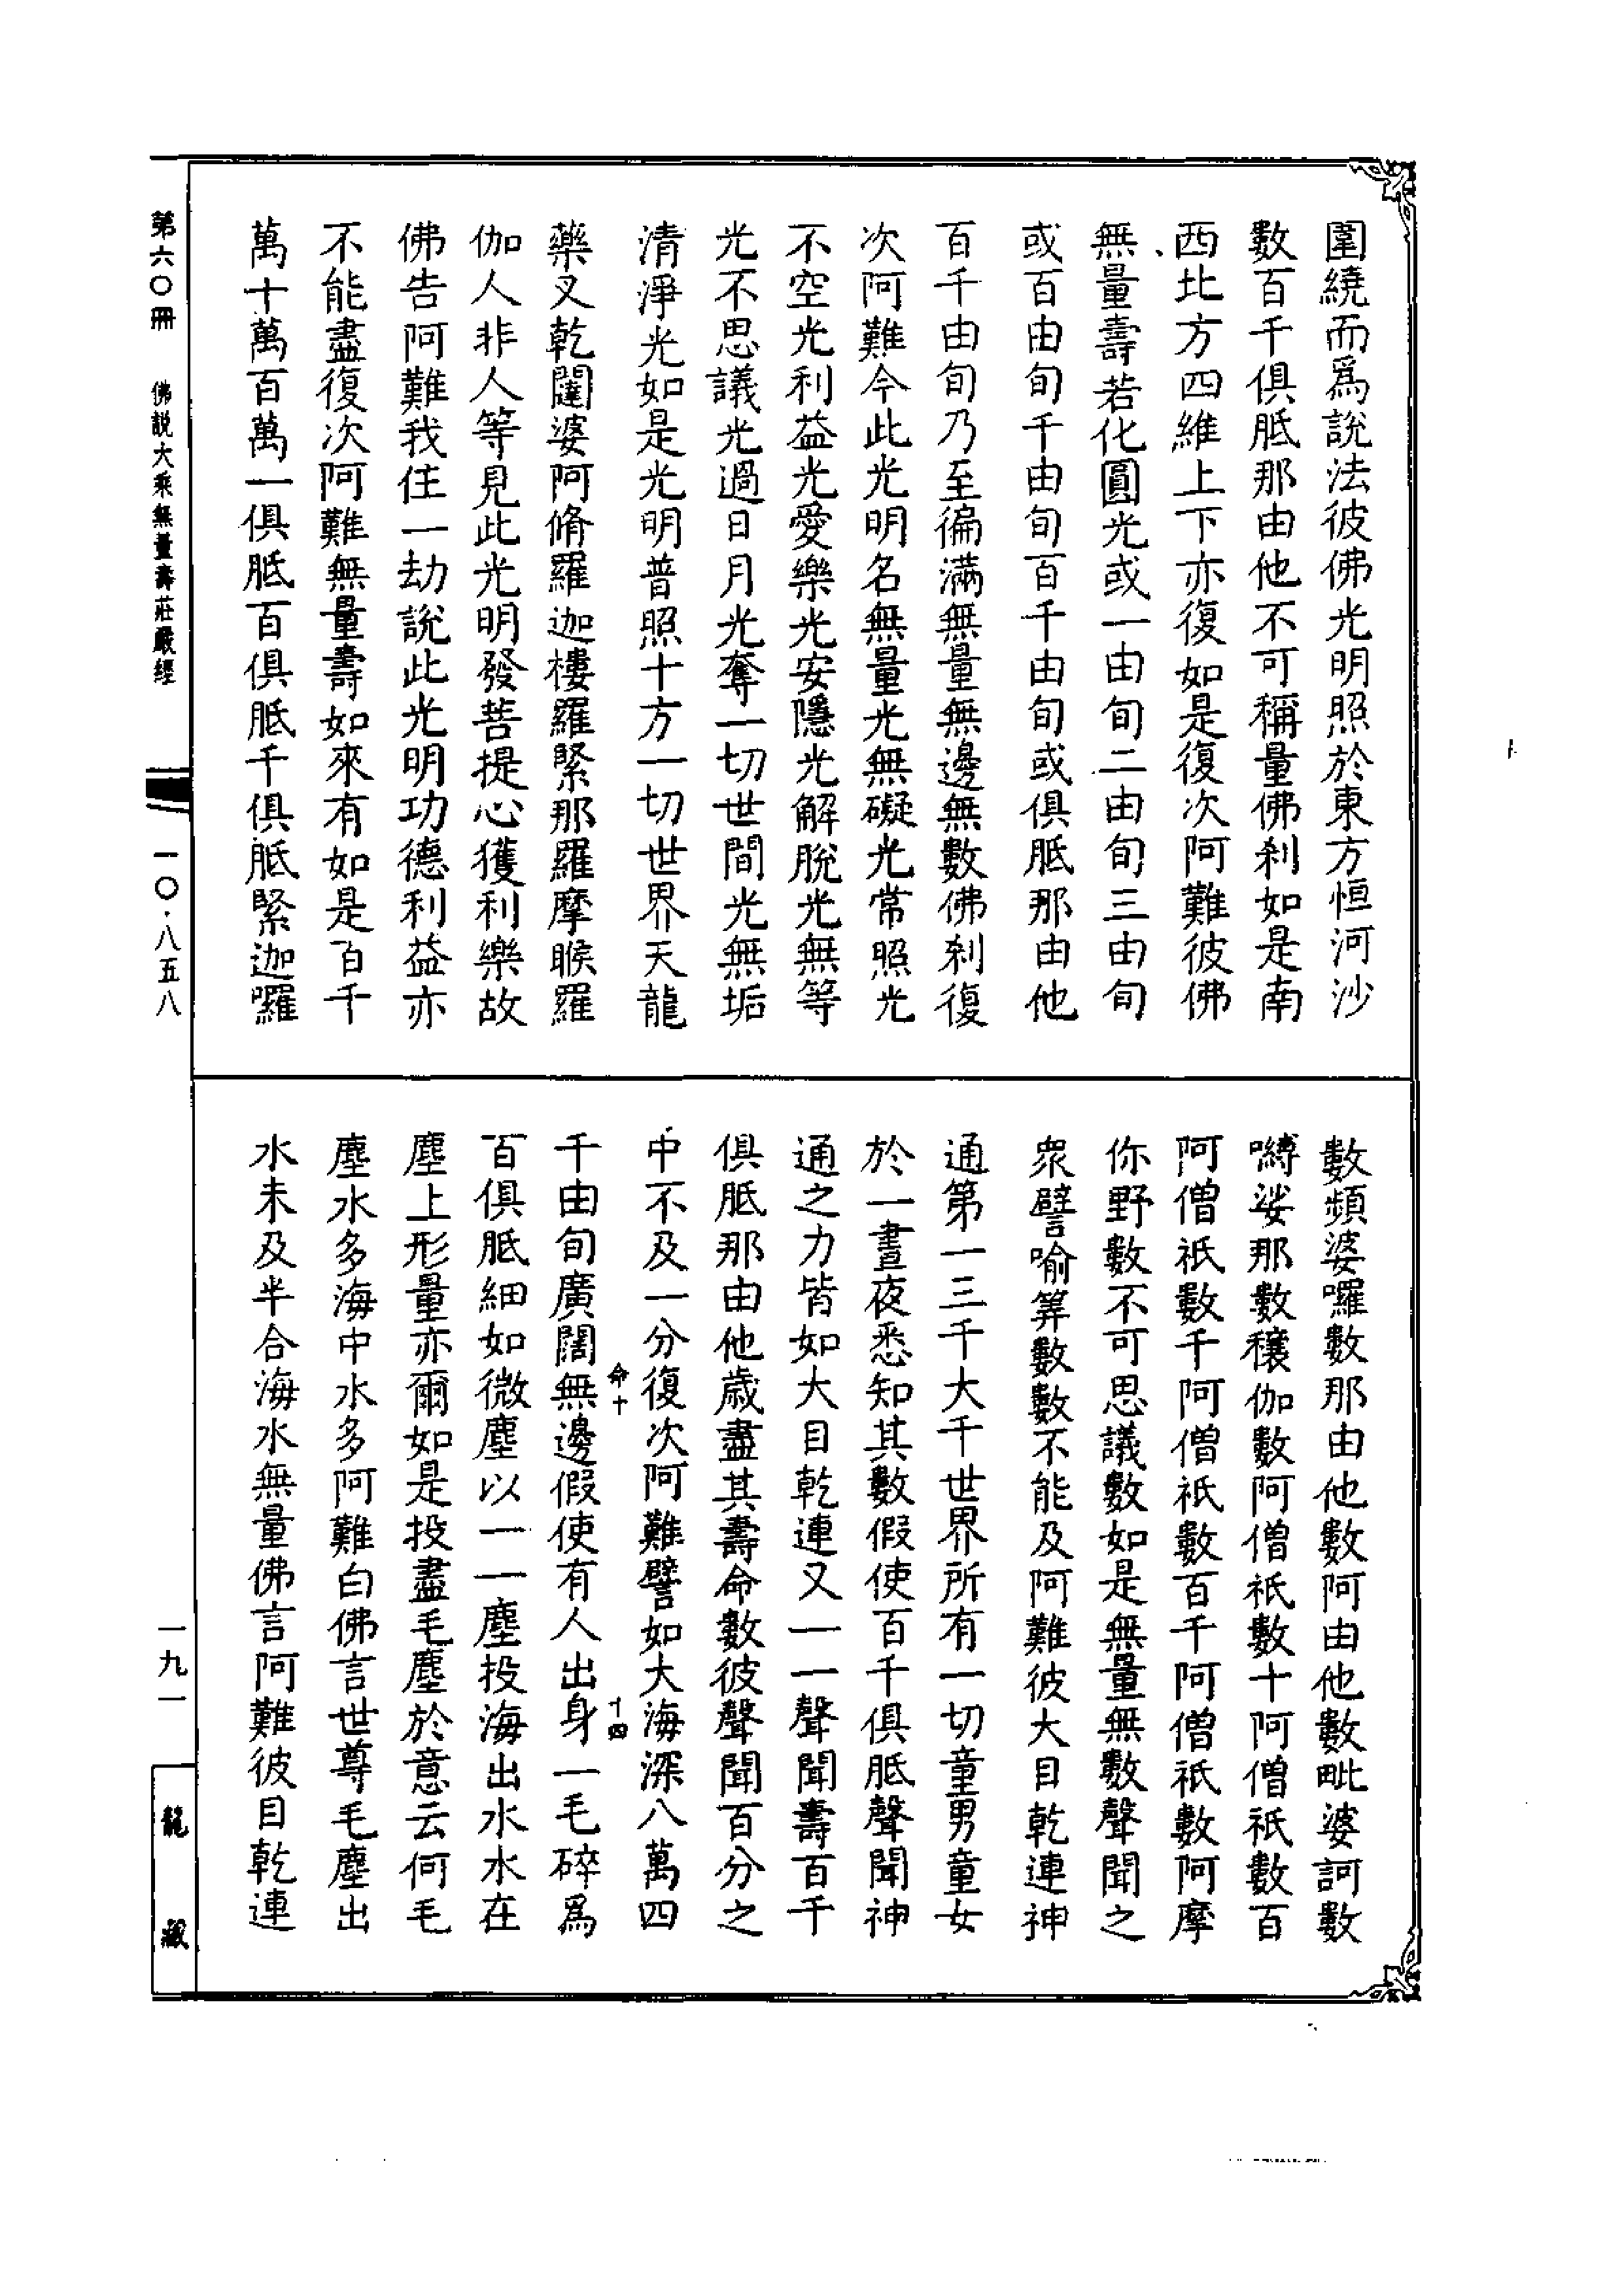 圍繞而爲說法彼佛光明照於東方恒河沙
數百千俱胝那由他不可稱量佛刹如是南
西北方四維上下亦復如是復次阿難彼佛
無量壽若化圓光或一由旬二由旬三由旬
或百由旬千由旬百千由旬或俱胝那由他
百千由旬乃至徧滿無量無邊無數佛刹復
次阿難今此光明名無量光無礙光常照光
不空光利益光愛樂光安隱光解脫光無等
光不思議光過日月光奪一切世間光無垢
清淨光如是光明普照十方一切世界天龍
藥叉乾闥婆阿脩羅迦樓羅緊那羅摩睺羅
伽人非人等見此光明發菩提心獲利樂故
佛告阿難我住一劫說此光明功德利益亦
不能盡復次阿難無量壽如來有如是百千
萬十萬百萬一俱胝百俱胝千俱胝緊迦囉
數頻婆囉數那由他數阿由他數毗婆訶數
嚩娑那數穰伽數阿僧祇數十阿僧祇數百
阿僧祇數千阿僧祇數百千阿僧祇數阿摩
你野數不可思議數如是無量無數聲聞之
衆譬喻筭數數不能及阿難彼大目乾連神
通第一三千大千世界所有一切童男童女
於一晝夜悉知其數假使百千俱胝聲聞神
通之力皆如大目乾連又一一聲聞壽百千
俱胝那由他歲盡其壽命數彼聲聞百分之
中不及一分復次阿難譬如大海深八萬四
命十
十四
千由旬廣闊無邊假使有人出身一毛碎爲
百俱胝細如微塵以一一塵投海出水水在
塵上形量亦爾如是投盡毛塵於意云何毛
塵水多海中水多阿難白佛言世尊毛塵出
水未及半合海水無量佛言阿難彼目乾連
第六〇冊 佛說大乘無量壽莊嚴經
一〇·八五八
一九一
龍藏